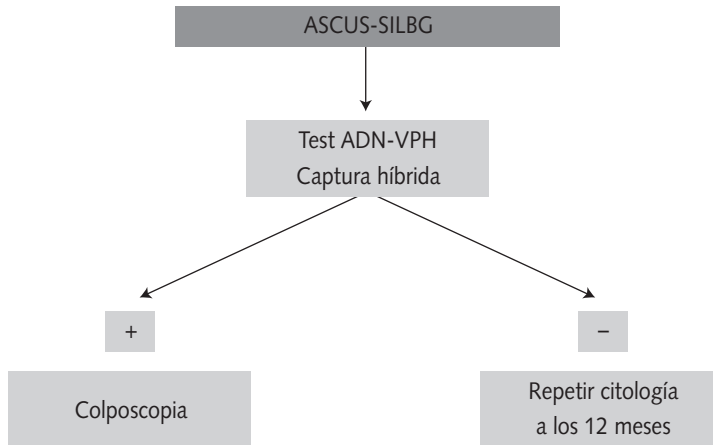 ASCUS-SILBG
Test ADN-VPH
Captura híbrida
+
–
Colposcopia
Repetir citología
a los 12 meses